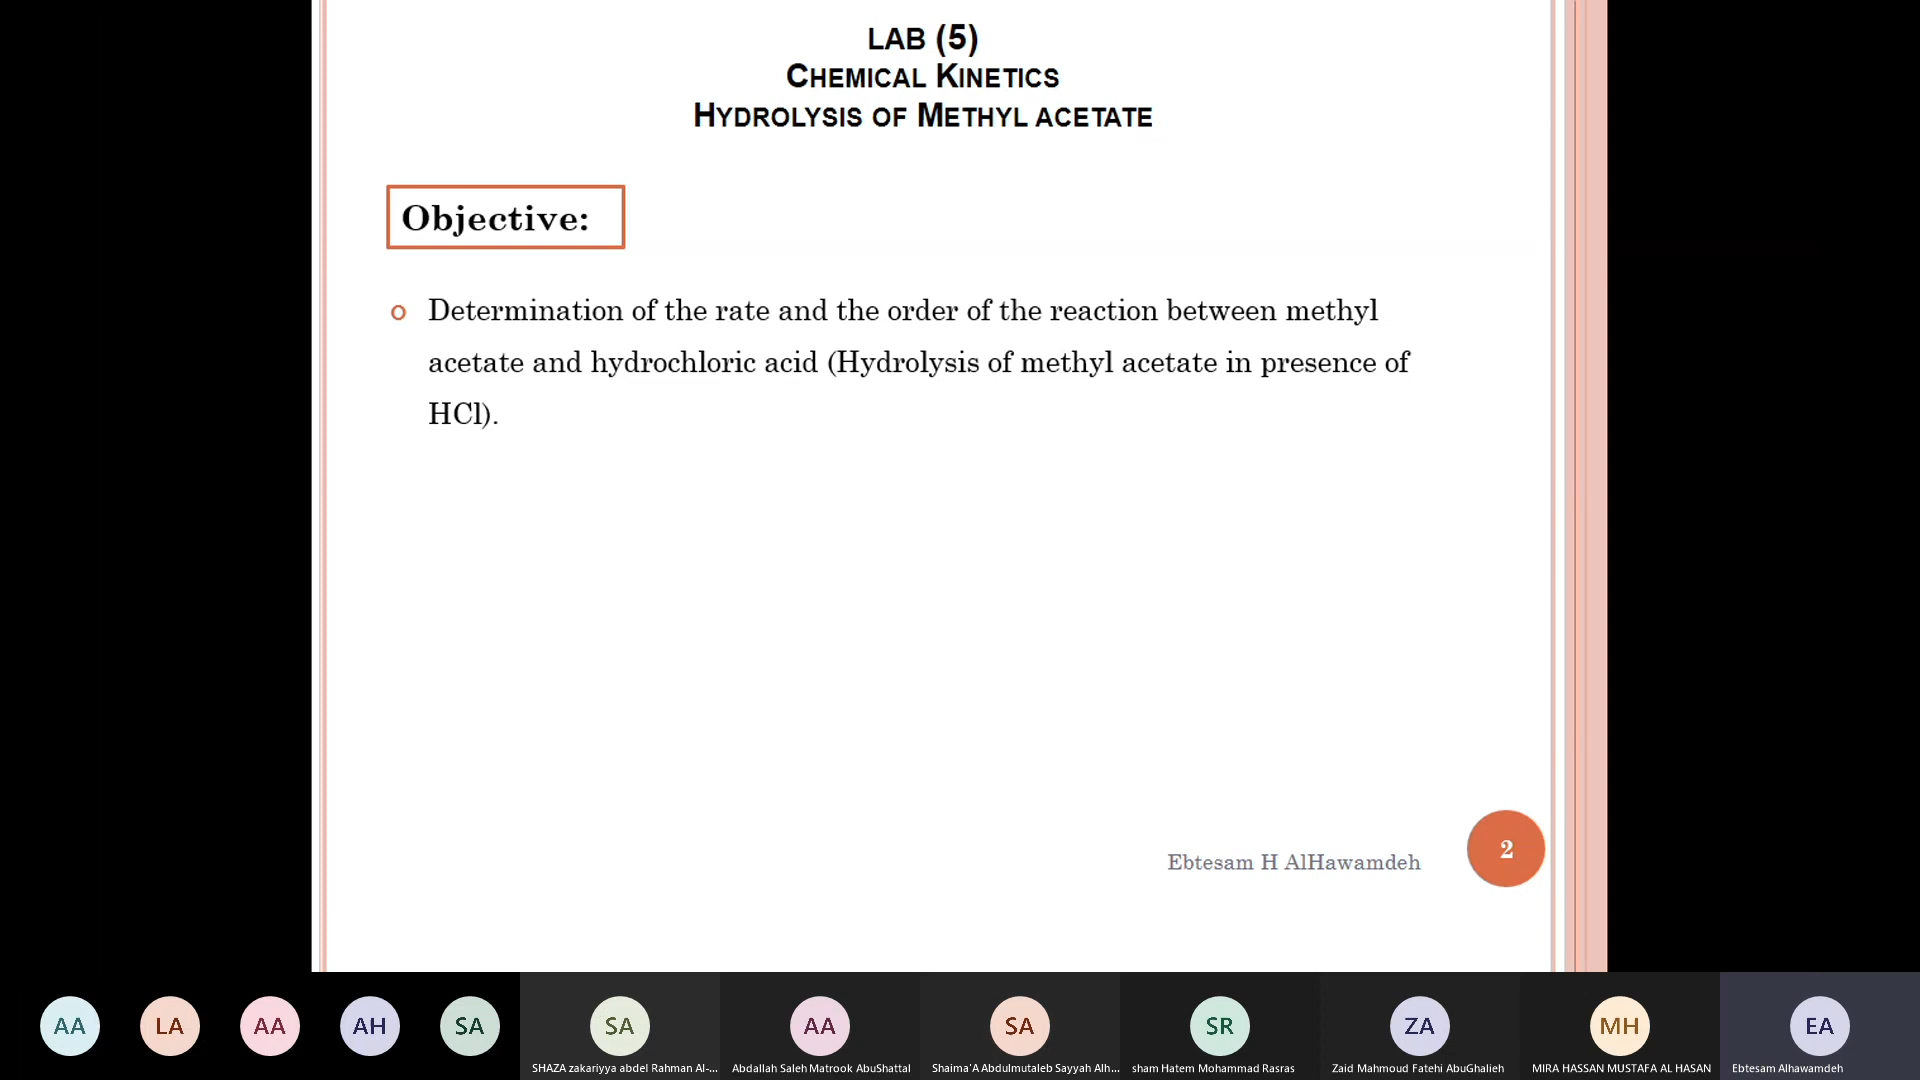 LAB (5)
CHEMICAL KINETICS
HYDROLYSIS OF METHYL ACETATE
Objective:
Determination of the rate and the order of the reaction between methyl
acetate and hydrochloric acid (Hydrolysis of methyl acetate in presence of
HCl).
Ebtesam H AlHawamdeh
2
AA LA AA AH SA SA AA SA SR ZA MH EA
SHAZA zakariyya abdel Rahman Al-... Abdallah Saleh Matrook AbuShattal Shaima'A Abdulmutaleb Sayyah Alh... sham Hatem Mohammad Rasras Zaid Mahmoud Fatehi AbuGhalieh MIRA HASSAN MUSTAFA AL HASAN Ebtesam Alhawamdeh